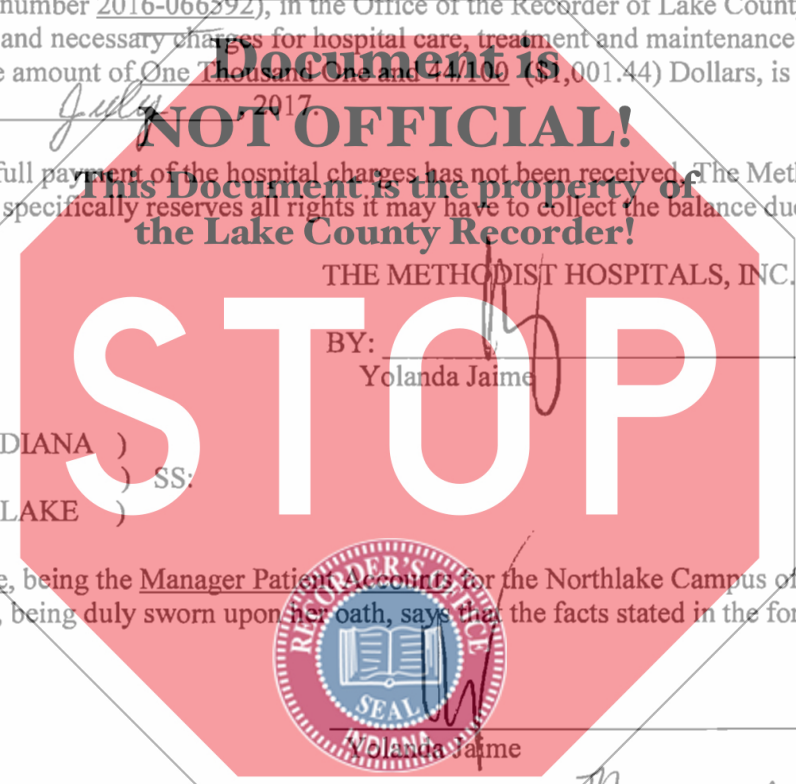 number 2016-066592), in the Office of the Recorder of Lake Count
and necessary charges for hospital care, treatment and maintenance
Document is
e amount of One Thousand One and 44/100 ($1,001.44) Dollars, is
July, 2017.
NOT OFFICIAL!
full payment of the hospital charges has not been received. The Met
This Document is the property of
specifically reserves all rights it may have to collect the balance due
the Lake County Recorder!
THE METHODIST HOSPITALS, INC.
STOP
BY:
Yolanda Jaime
DIANA )
) SS:
LAKE )
e, being the Manager Patient Accounts for the Northlake Campus of
, being duly sworn upon her oath, says that the facts stated in the for
RECORDER'S OFFICE
SEAL
INDIANA
Yolanda Jaime